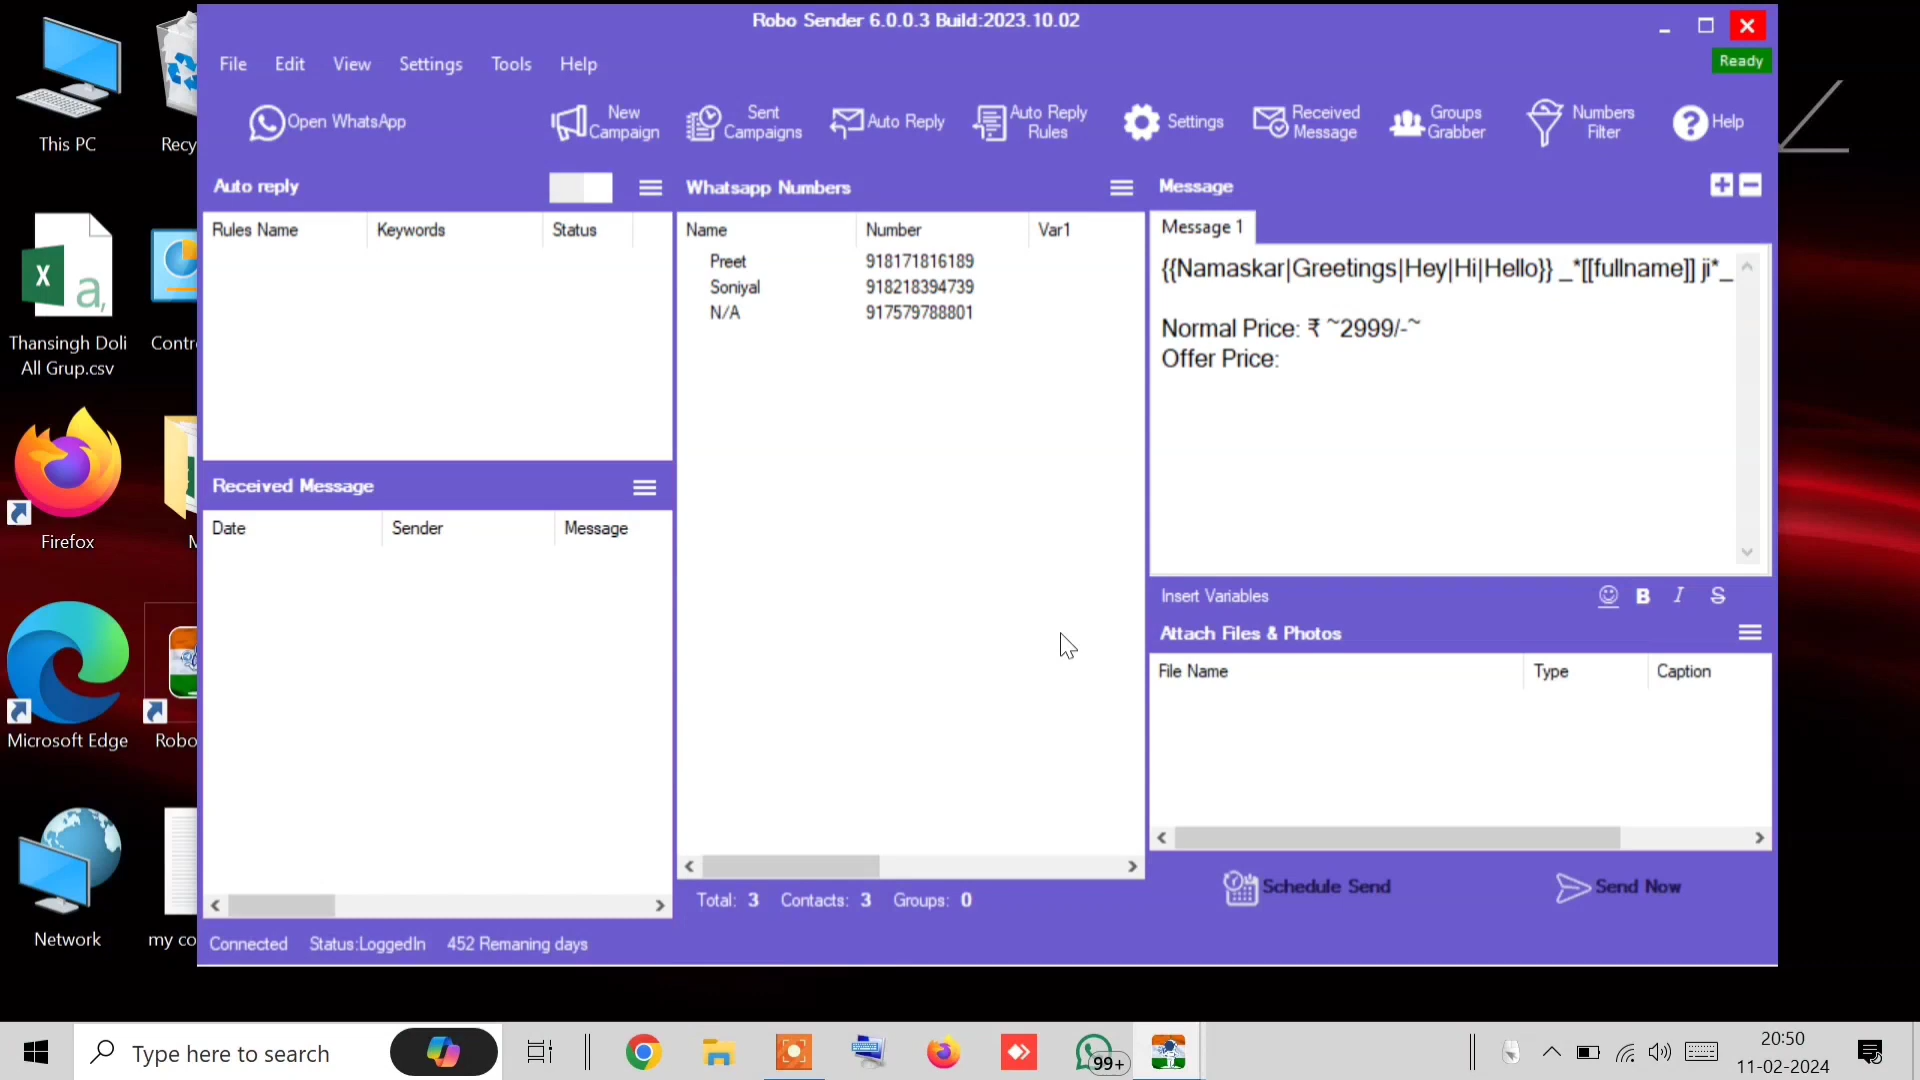 Robo Sender 6.0.0.3 Build:2023.10.02
File Edit View Settings Tools Help
Ready
Open WhatsApp
New Campaign
Sent Campaigns
Auto Reply
Auto Reply Rules
Settings
Received Message
Groups Grabber
Numbers Filter
Help
Auto reply
Rules Name Keywords Status
Whatsapp Numbers
Name Number Var1
Preet 918171816189
Soniyal 918218394739
N/A 917579788801
Message
Message 1
{{Namaskar|Greetings|Hey|Hi|Hello}} _*[[fullname]] ji*_
Normal Price: ₹ ~2999/-~
Offer Price:
Received Message
Date Sender Message
Insert Variables
B I S
Attach Files & Photos
File Name Type Caption
Total: 3 Contacts: 3 Groups: 0
Schedule Send
Send Now
Connected Status:LoggedIn 452 Remaning days
This PC
Recy
Thansingh Doli
All Grup.csv
Contr
X
a,
Firefox
Microsoft Edge
Robo
Network
my co
Type here to search
99+
20:50
11-02-2024